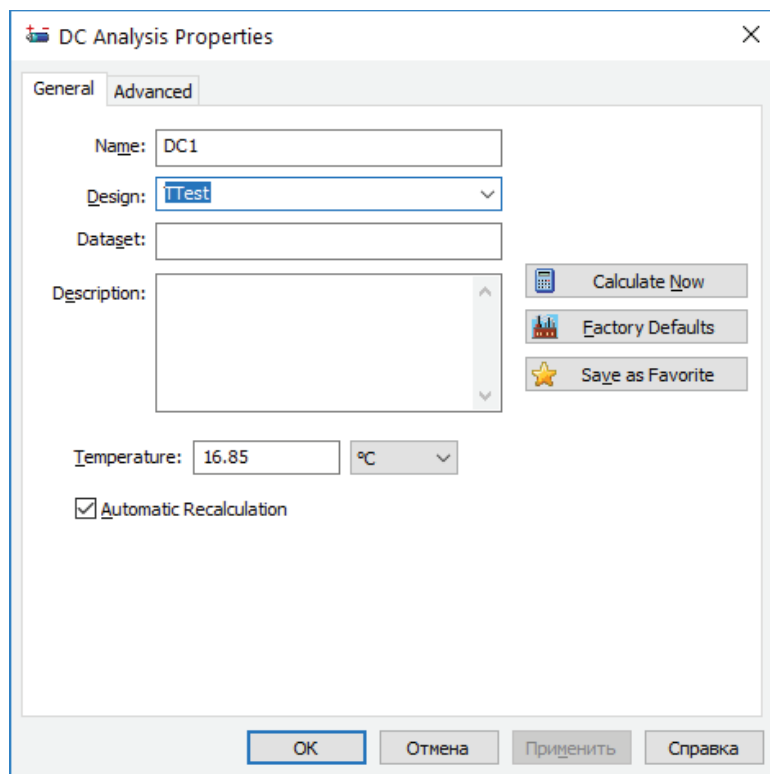 DC Analysis Properties
General Advanced
Name: DC1
Design: TTest
Dataset:
Description:
Calculate Now
Factory Defaults
Save as Favorite
Temperature: 16.85 °C
Automatic Recalculation
OK Отмена Применить Справка